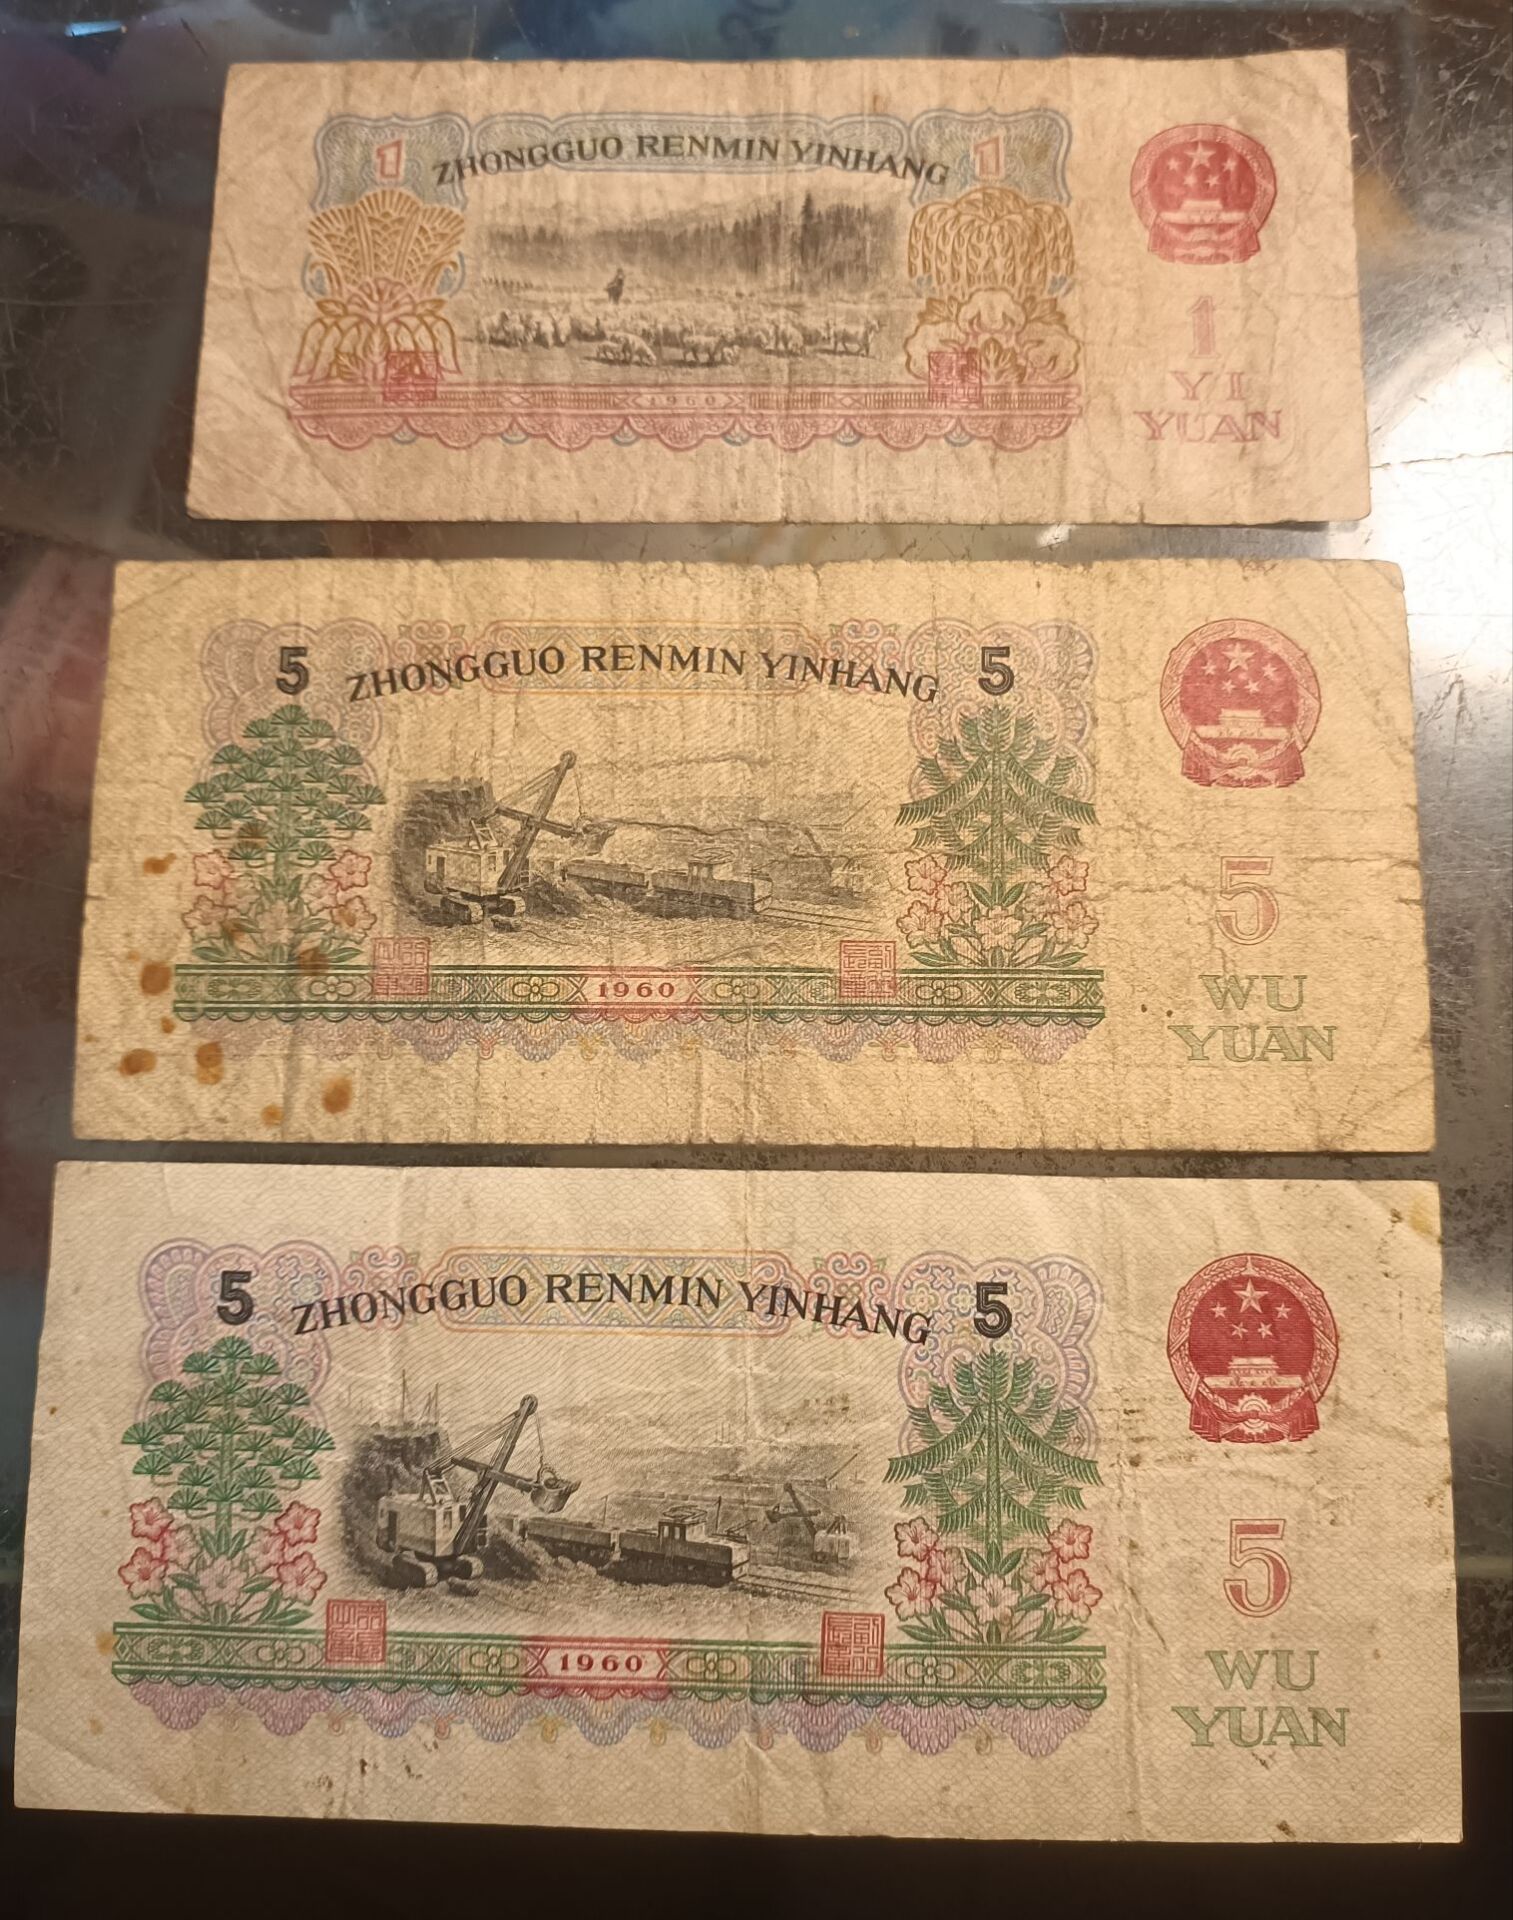 1 ZHONGGUO RENMIN YINHANG 1
1
YI
YUAN
1960
5 ZHONGGUO RENMIN YINHANG 5
5
WU
YUAN
1960
5 ZHONGGUO RENMIN YINHANG 5
5
WU
YUAN
1960